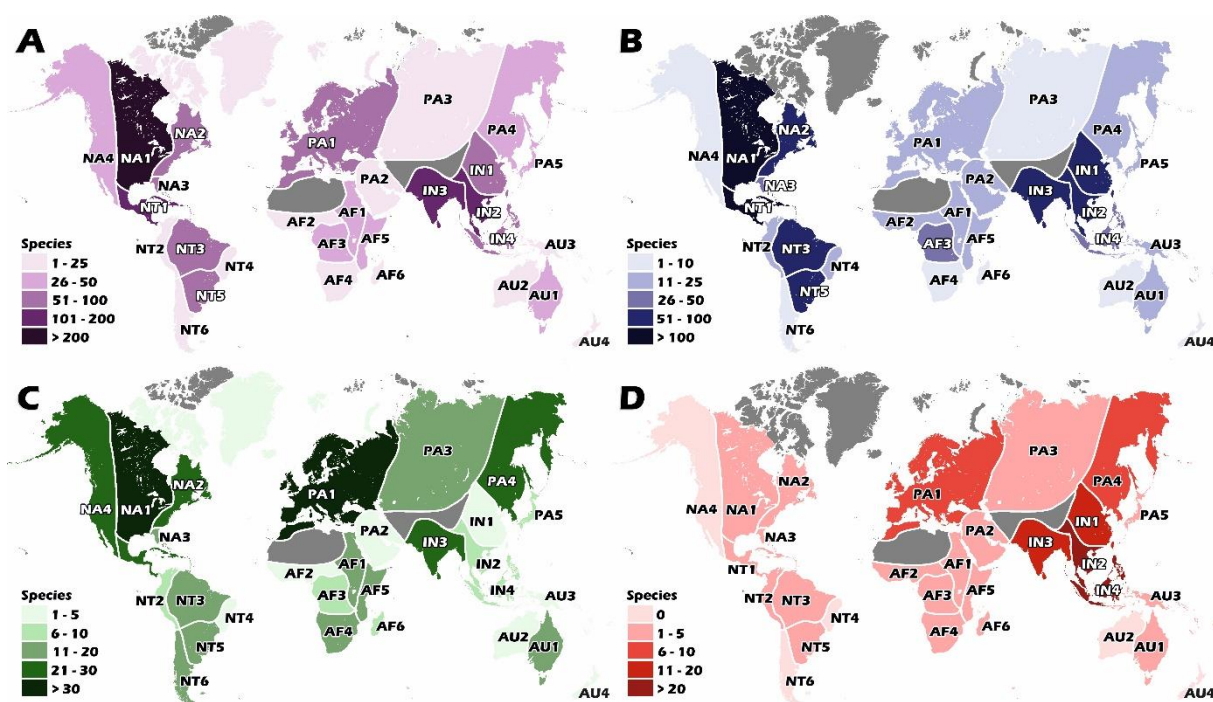 A
NA4
NA1
NA2
NA3
NT1
NT2
NT3
NT4
NT5
NT6
PA1
PA2
PA3
PA4
PA5
AF1
AF2
AF3
AF4
AF5
AF6
IN1
IN2
IN3
IN4
AU1
AU2
AU3
AU4
Species
1 - 25
26 - 50
51 - 100
101 - 200
> 200
B
NA4
NA1
NA2
NA3
NT1
NT2
NT3
NT4
NT5
NT6
PA1
PA2
PA3
PA4
PA5
AF1
AF2
AF3
AF4
AF5
AF6
IN1
IN2
IN3
IN4
AU1
AU2
AU3
AU4
Species
1 - 10
11 - 25
26 - 50
51 - 100
> 100
C
NA4
NA1
NA2
NA3
NT2
NT3
NT4
NT5
NT6
PA1
PA2
PA3
PA4
PA5
AF1
AF2
AF3
AF4
AF5
AF6
IN1
IN2
IN3
IN4
AU1
AU2
AU3
AU4
Species
1 - 5
6 - 10
11 - 20
21 - 30
> 30
D
NA4
NA1
NA2
NA3
NT1
NT2
NT3
NT4
NT5
NT6
PA1
PA2
PA3
PA4
PA5
AF1
AF2
AF3
AF4
AF5
AF6
IN1
IN2
IN3
IN4
AU1
AU2
AU3
AU4
Species
0
1 - 5
6 - 10
11 - 20
> 20